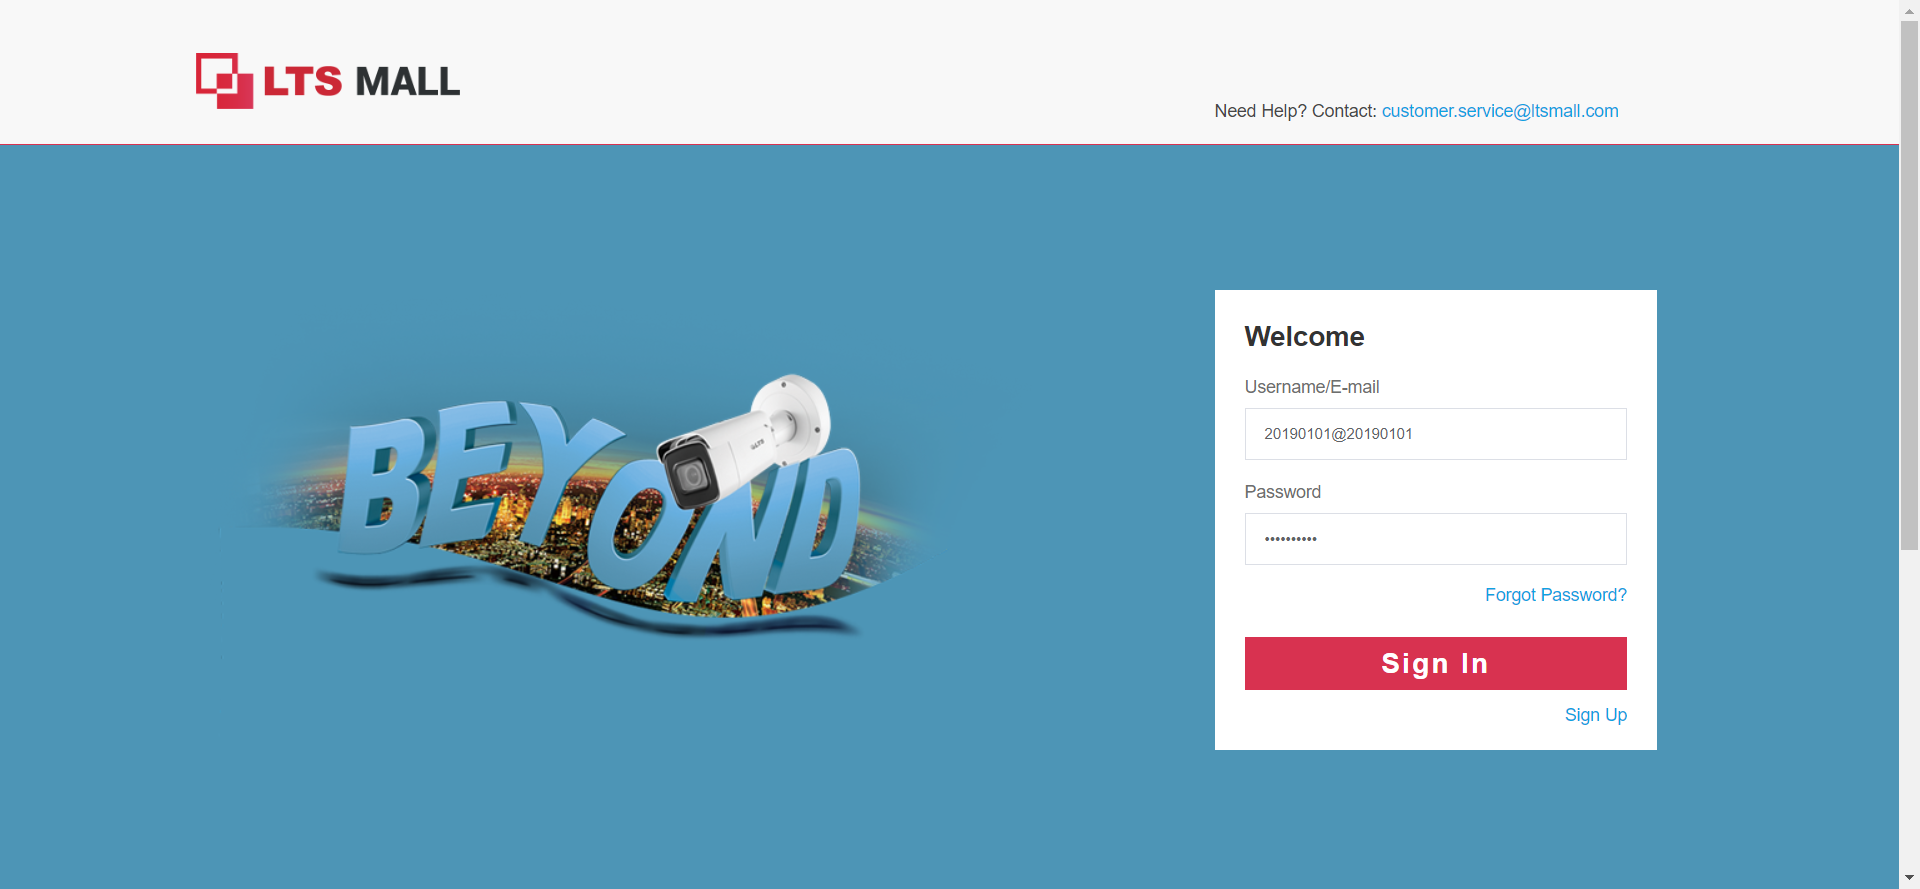 LTS MALL
Need Help? Contact: customer.service@ltsmall.com
BEYOND
LTS
Welcome
Username/E-mail
20190101@20190101
Password
••••••••••
Forgot Password?
Sign In
Sign Up